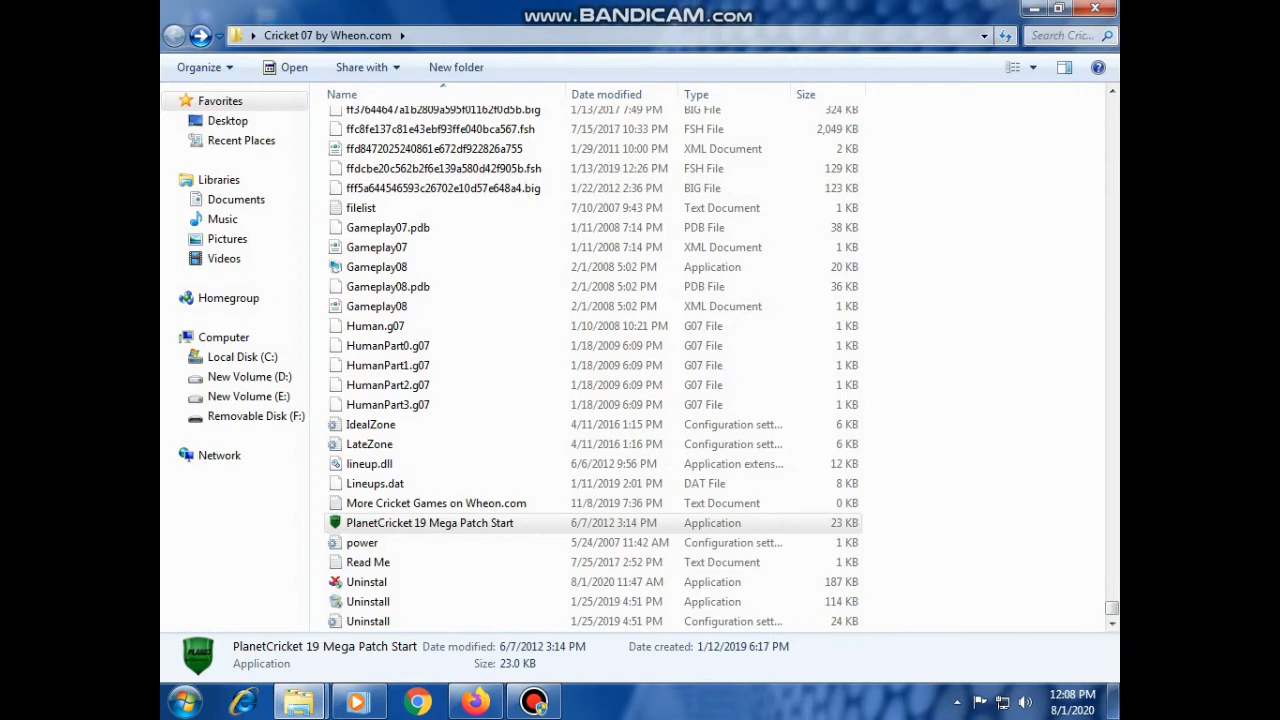 www.BANDICAM.com
Cricket 07 by Wheon.com
Search Cric...
Organize Open Share with New folder
Name Date modified Type Size
ff37644647a1b2809a595f01162f0d5b.big 1/13/2017 7:49 PM BIG File 324 KB
Favorites
ffc8fe137c81e43ebf93ffe040bca567.fsh 7/15/2017 10:33 PM FSH File 2,049 KB
Desktop
ffd8472025240861e672df922826a755 1/29/2011 10:00 PM XML Document 2 KB
Recent Places
ffdcbe20c562b2f6e139a580d42f905b.fsh 1/13/2019 12:26 PM FSH File 129 KB
Libraries
fff5a644546593c26702e10d57e648a4.big 1/22/2012 2:36 PM BIG File 123 KB
Documents
filelist 7/10/2007 9:43 PM Text Document 1 KB
Music
Gameplay07.pdb 1/11/2008 7:14 PM PDB File 38 KB
Pictures
Gameplay07 1/11/2008 7:14 PM XML Document 1 KB
Videos
Gameplay08 2/1/2008 5:02 PM Application 20 KB
Gameplay08.pdb 2/1/2008 5:02 PM PDB File 36 KB
Homegroup
Gameplay08 2/1/2008 5:02 PM XML Document 1 KB
Human.g07 1/10/2008 10:21 PM G07 File 1 KB
Computer
HumanPart0.g07 1/18/2009 6:09 PM G07 File 1 KB
Local Disk (C:)
HumanPart1.g07 1/18/2009 6:09 PM G07 File 1 KB
New Volume (D:)
HumanPart2.g07 1/18/2009 6:09 PM G07 File 1 KB
New Volume (E:)
HumanPart3.g07 1/18/2009 6:09 PM G07 File 1 KB
Removable Disk (F:)
IdealZone 4/11/2016 1:15 PM Configuration sett... 6 KB
LateZone 4/11/2016 1:16 PM Configuration sett... 6 KB
Network
lineup.dll 6/6/2012 9:56 PM Application extens... 12 KB
Lineups.dat 1/11/2019 2:01 PM DAT File 8 KB
More Cricket Games on Wheon.com 11/8/2019 7:36 PM Text Document 0 KB
PlanetCricket 19 Mega Patch Start 6/7/2012 3:14 PM Application 23 KB
power 5/24/2007 11:42 AM Configuration sett... 1 KB
Read Me 7/25/2017 2:52 PM Text Document 1 KB
Uninstal 8/1/2020 11:47 AM Application 187 KB
Uninstall 1/25/2019 4:51 PM Application 114 KB
Uninstall 1/25/2019 4:51 PM Configuration sett... 24 KB
PlanetCricket 19 Mega Patch Start Date modified: 6/7/2012 3:14 PM Date created: 1/12/2019 6:17 PM
Application Size: 23.0 KB
PLANET
12:08 PM
8/1/2020